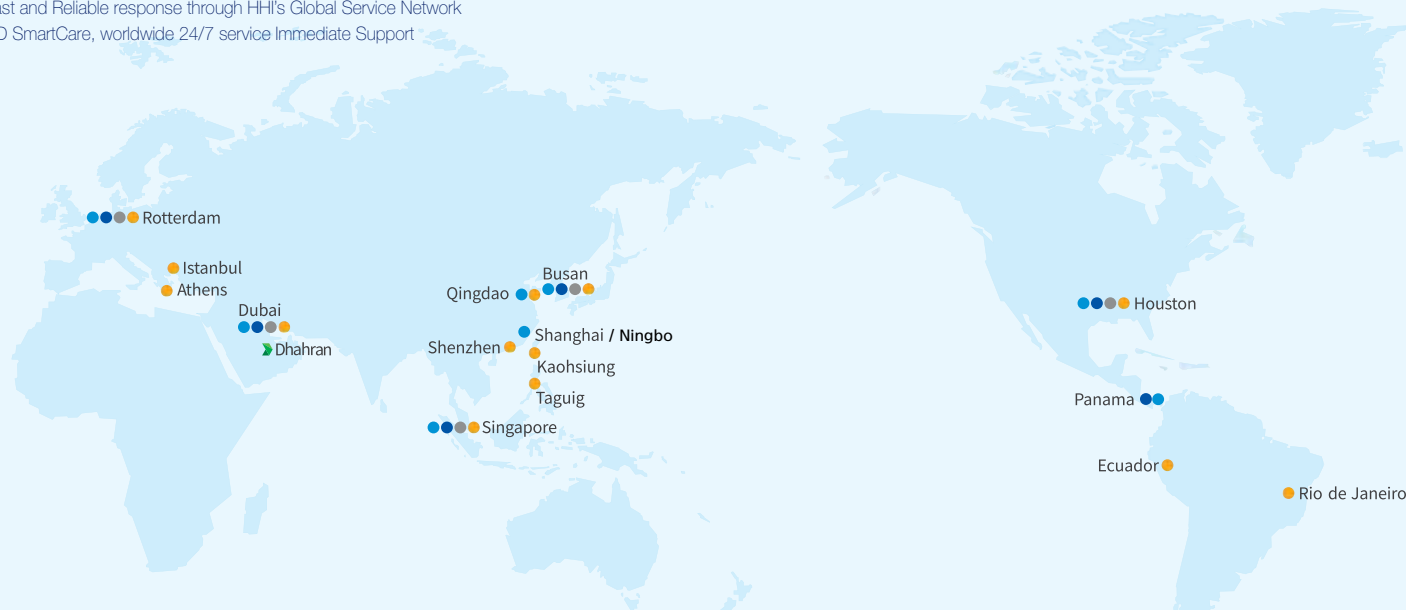 ast and Reliable response through HHI's Global Service Network
D SmartCare, worldwide 24/7 service Immediate Support
Rotterdam
Istanbul
Athens
Dubai
Dhahran
Busan
Qingdao
Shanghai / Ningbo
Shenzhen
Kaohsiung
Taguig
Singapore
Houston
Panama
Ecuador
Rio de Janeiro